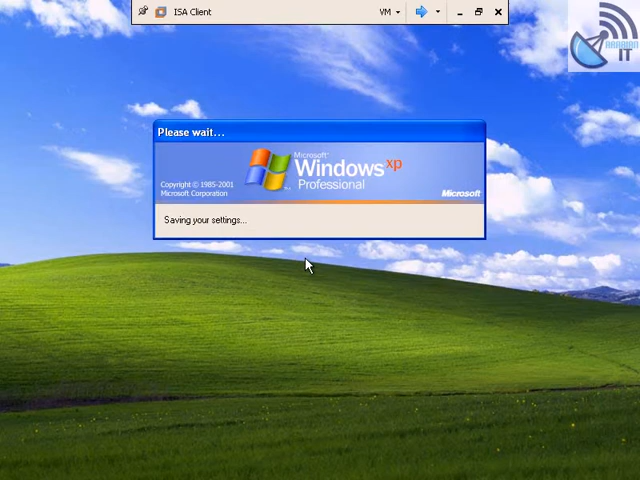 ISA Client
VM
ARABIAN
IT
Please wait...
Microsoft®
Windows xp
Professional
Copyright © 1985-2001
Microsoft Corporation
Microsoft
Saving your settings...